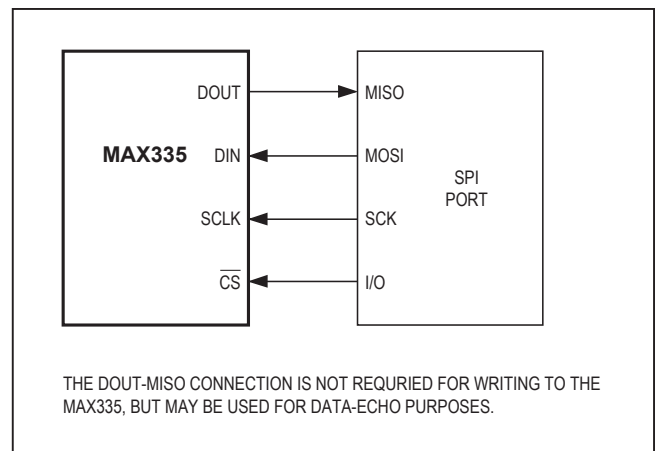 DOUT MISO
MAX335 DIN MOSI
SPI
PORT
SCLK SCK
C̅S̅ I/O
THE DOUT-MISO CONNECTION IS NOT REQURIED FOR WRITING TO THE
MAX335, BUT MAY BE USED FOR DATA-ECHO PURPOSES.